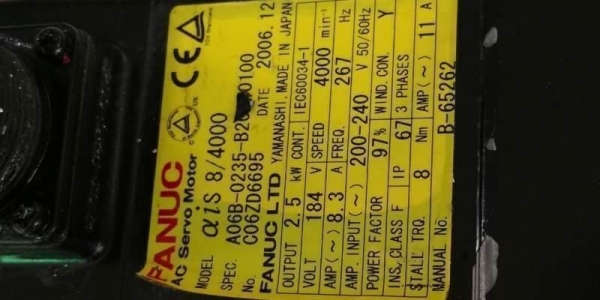 FANUC
AC Servo Motor
MODEL αiS 8/4000
SPEC. A06B-0235-B2 0100
No. C06ZD6695 DATE 2006.12
FANUC LTD YAMANASHI, MADE IN JAPAN
OUTPUT 2.5 kW CONT. IEC60034-1
VOLT 184 V SPEED 4000 min⁻¹
AMP(~) 8.3 A FREQ. 267 Hz
AMP. INPUT(~) 200-240 V 50/60Hz
POWER FACTOR 97% WIND. CON. Y
INS. CLASS F IP 67 3 PHASES
STALL TRQ. 8 Nm AMP(~) 11 A
MANUAL NO. B-65262